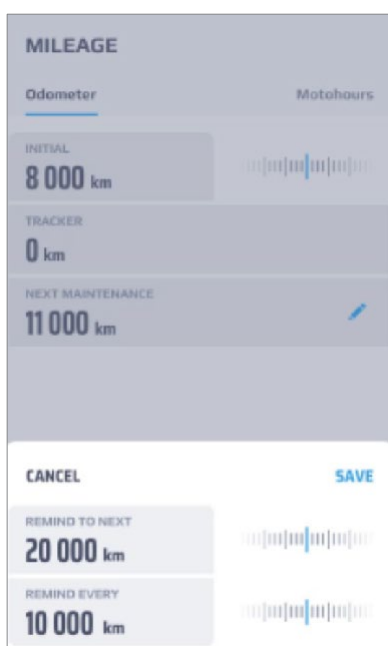 MILEAGE
Odometer Motohours
INITIAL
8 000 km
TRACKER
0 km
NEXT MAINTENANCE
11 000 km
CANCEL SAVE
REMIND TO NEXT
20 000 km
REMIND EVERY
10 000 km